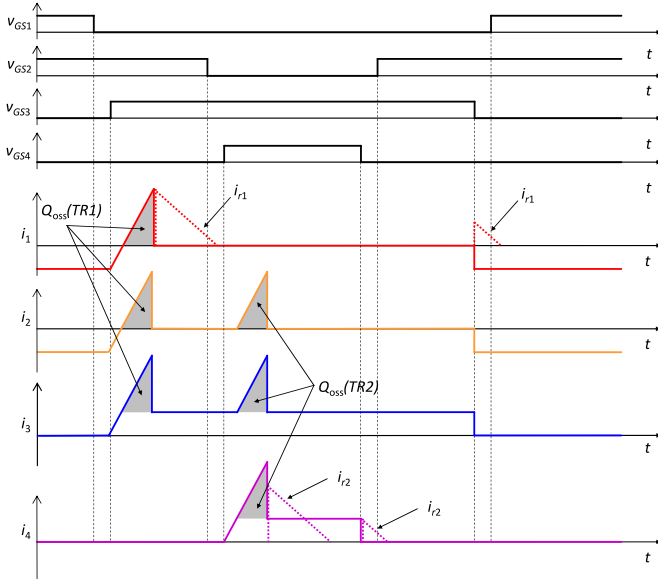 vGS1
t
vGS2
t
vGS3
t
vGS4
t
t
ir1
ir1
Qoss(TR1)
i1
t
i2
t
Qoss(TR2)
i3
t
ir2
ir2
i4
t